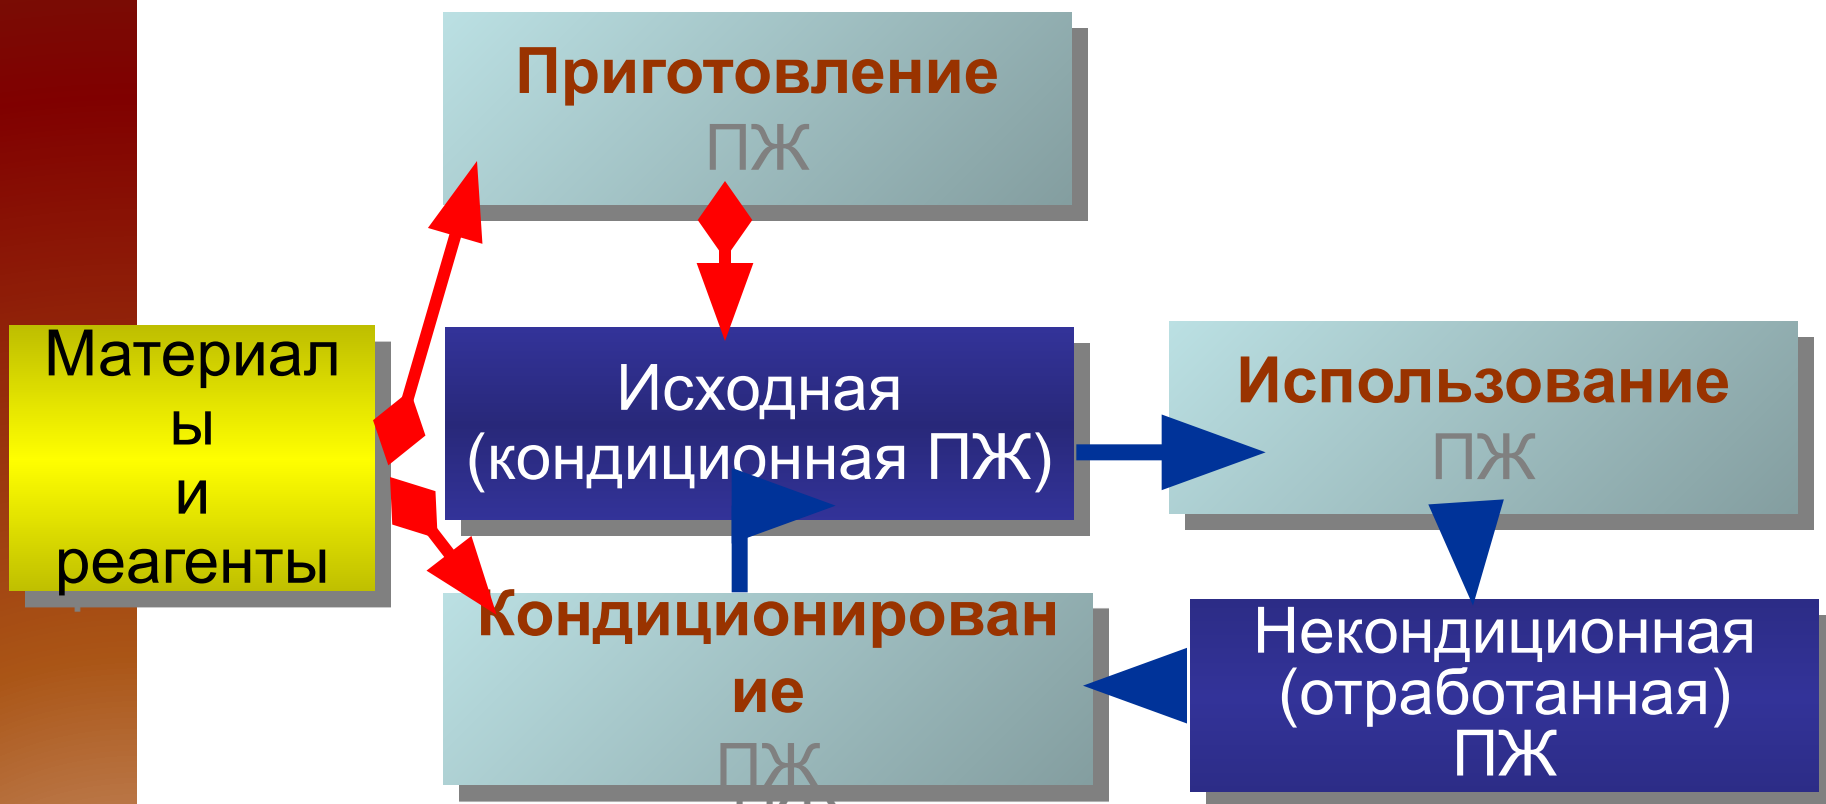 Приготовление
ПЖ
Материал
ы
и
реагенты
Исходная
(кондиционная ПЖ)
Использование
ПЖ
Кондиционирован
ие
ПЖ
Некондиционная
(отработанная)
ПЖ